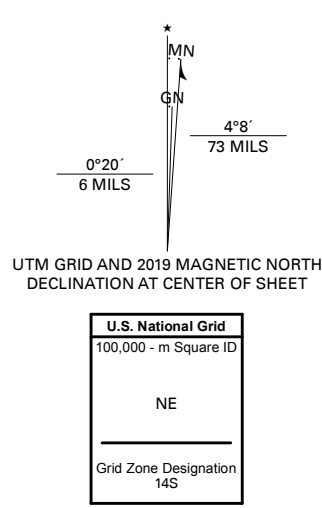 ★
MN
GN
4°8´
73 MILS
0°20´
6 MILS
UTM GRID AND 2019 MAGNETIC NORTH
DECLINATION AT CENTER OF SHEET
U.S. National Grid
100,000 - m Square ID
NE
Grid Zone Designation
14S